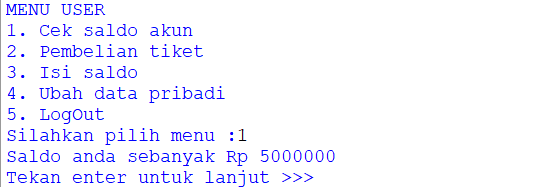 MENU USER
1. Cek saldo akun
2. Pembelian tiket
3. Isi saldo
4. Ubah data pribadi
5. LogOut
Silahkan pilih menu :1
Saldo anda sebanyak Rp 5000000
Tekan enter untuk lanjut >>>